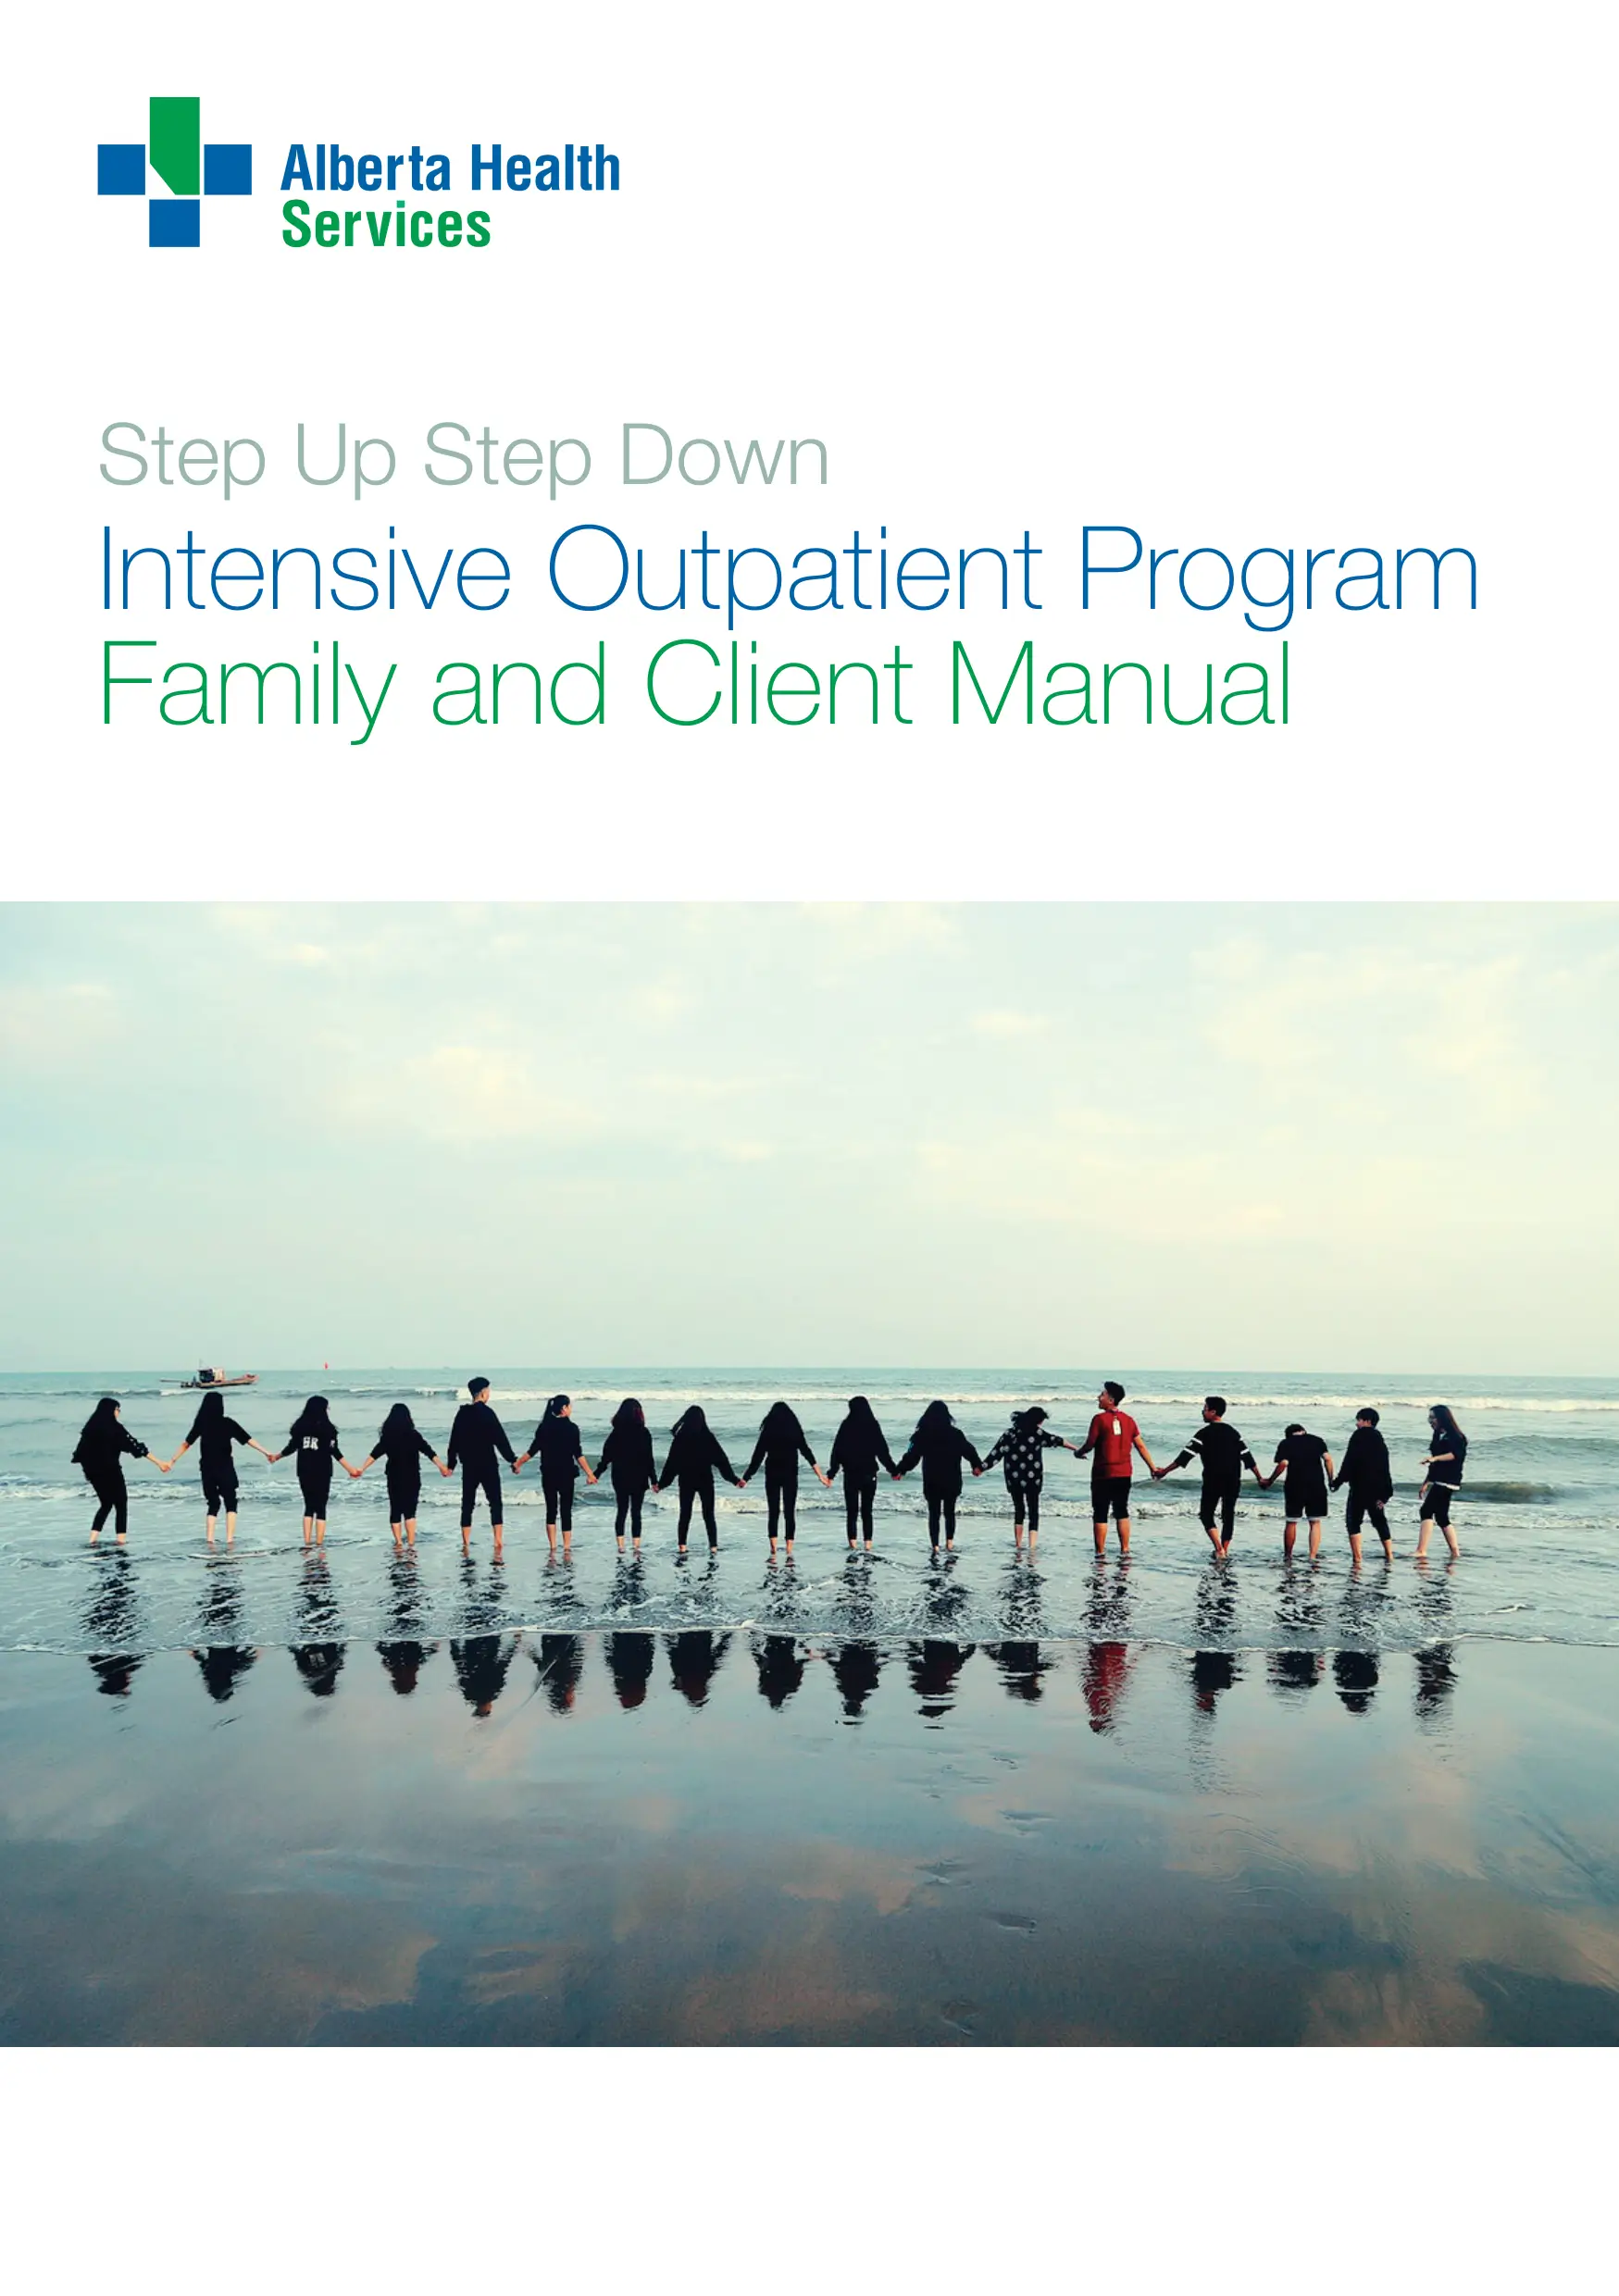 Alberta Health
Services
Step Up Step Down
Intensive Outpatient Program
Family and Client Manual